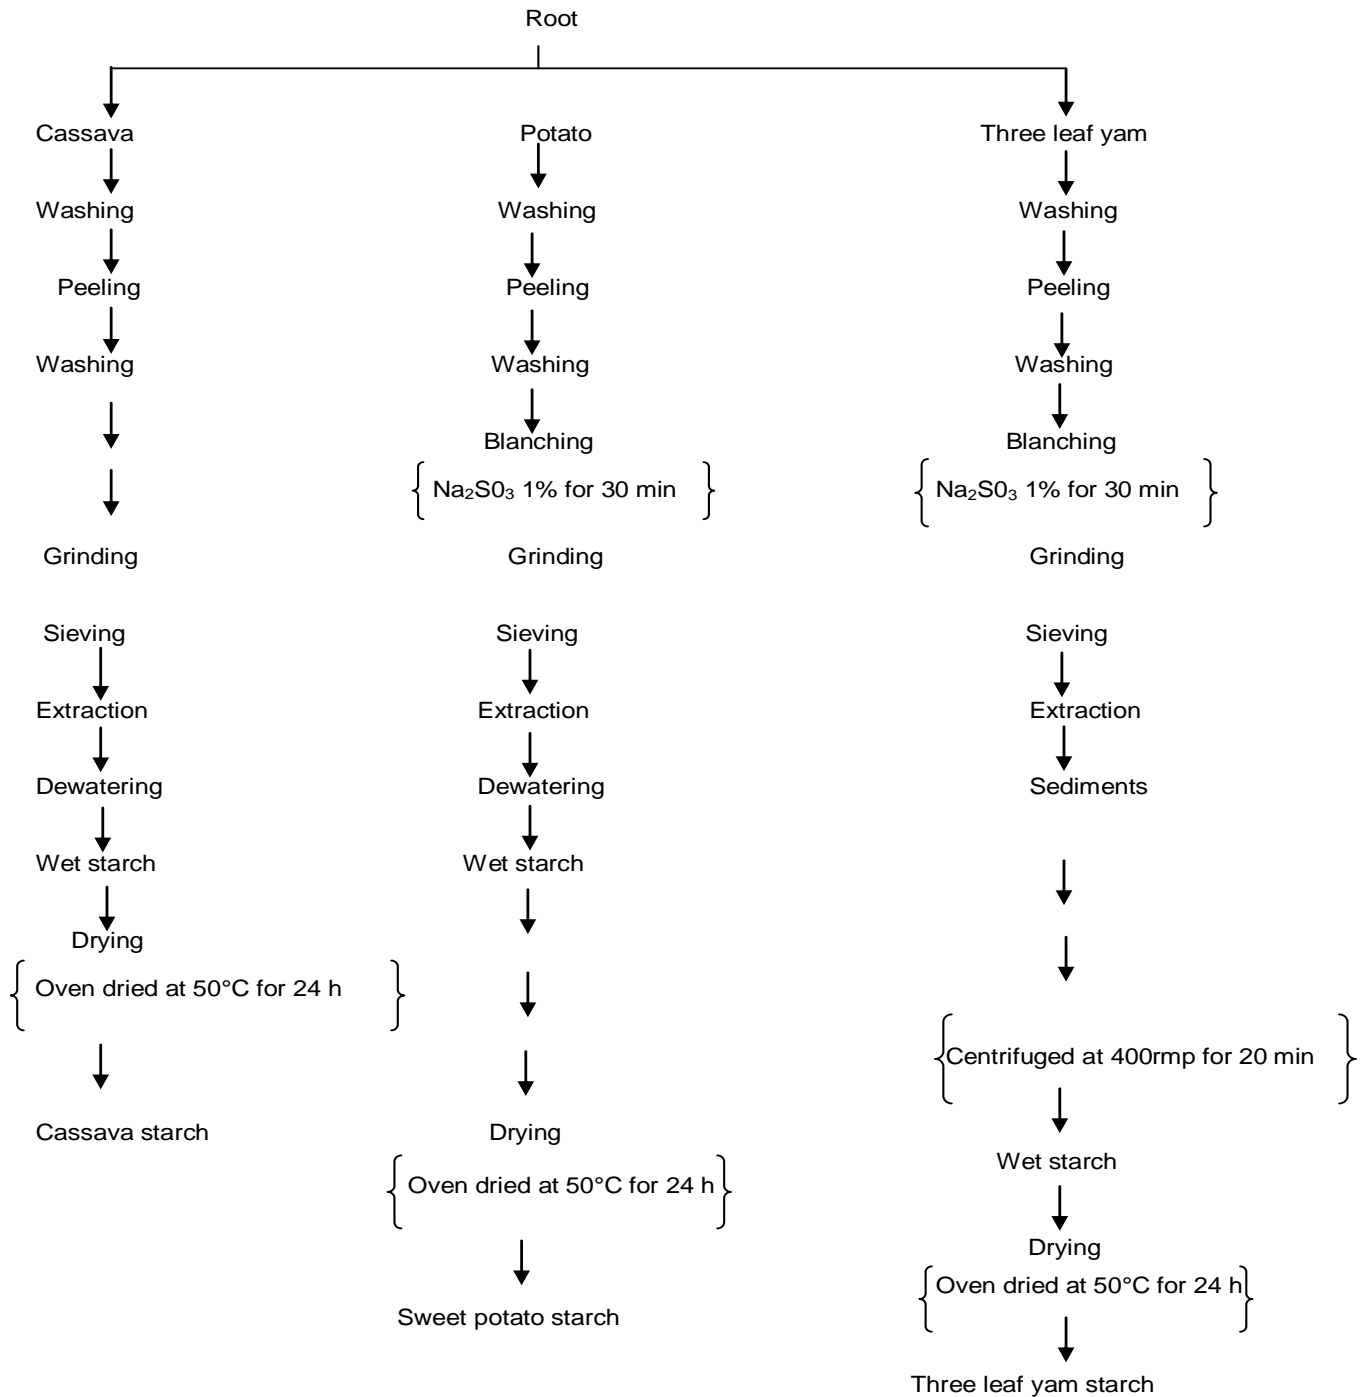 Root
Cassava
Washing
Peeling
Washing
Grinding
Sieving
Extraction
Dewatering
Wet starch
Drying
Oven dried at 50°C for 24 h
Cassava starch
Potato
Washing
Peeling
Washing
Blanching
Na₂S0₃ 1% for 30 min
Grinding
Sieving
Extraction
Dewatering
Wet starch
Drying
Oven dried at 50°C for 24 h
Sweet potato starch
Three leaf yam
Washing
Peeling
Washing
Blanching
Na₂S0₃ 1% for 30 min
Grinding
Sieving
Extraction
Sediments
Centrifuged at 400rmp for 20 min
Wet starch
Drying
Oven dried at 50°C for 24 h
Three leaf yam starch